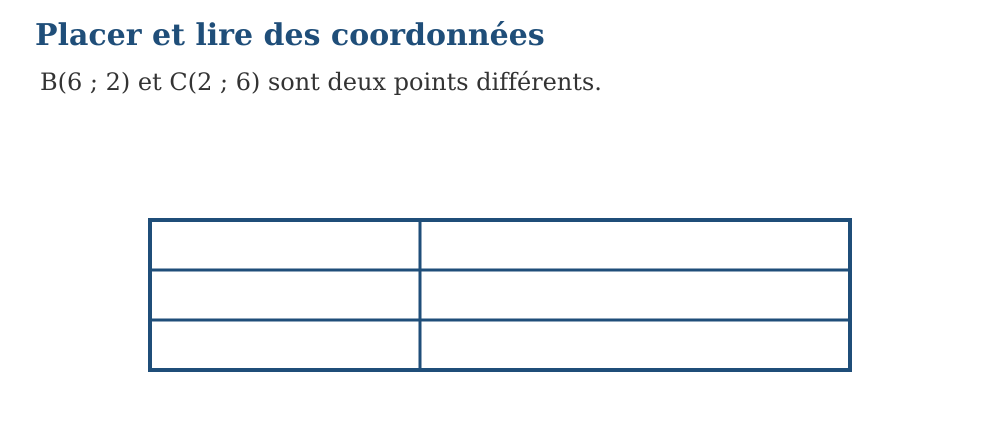 Placer et lire des coordonnées
B(6 ; 2) et C(2 ; 6) sont deux points différents.